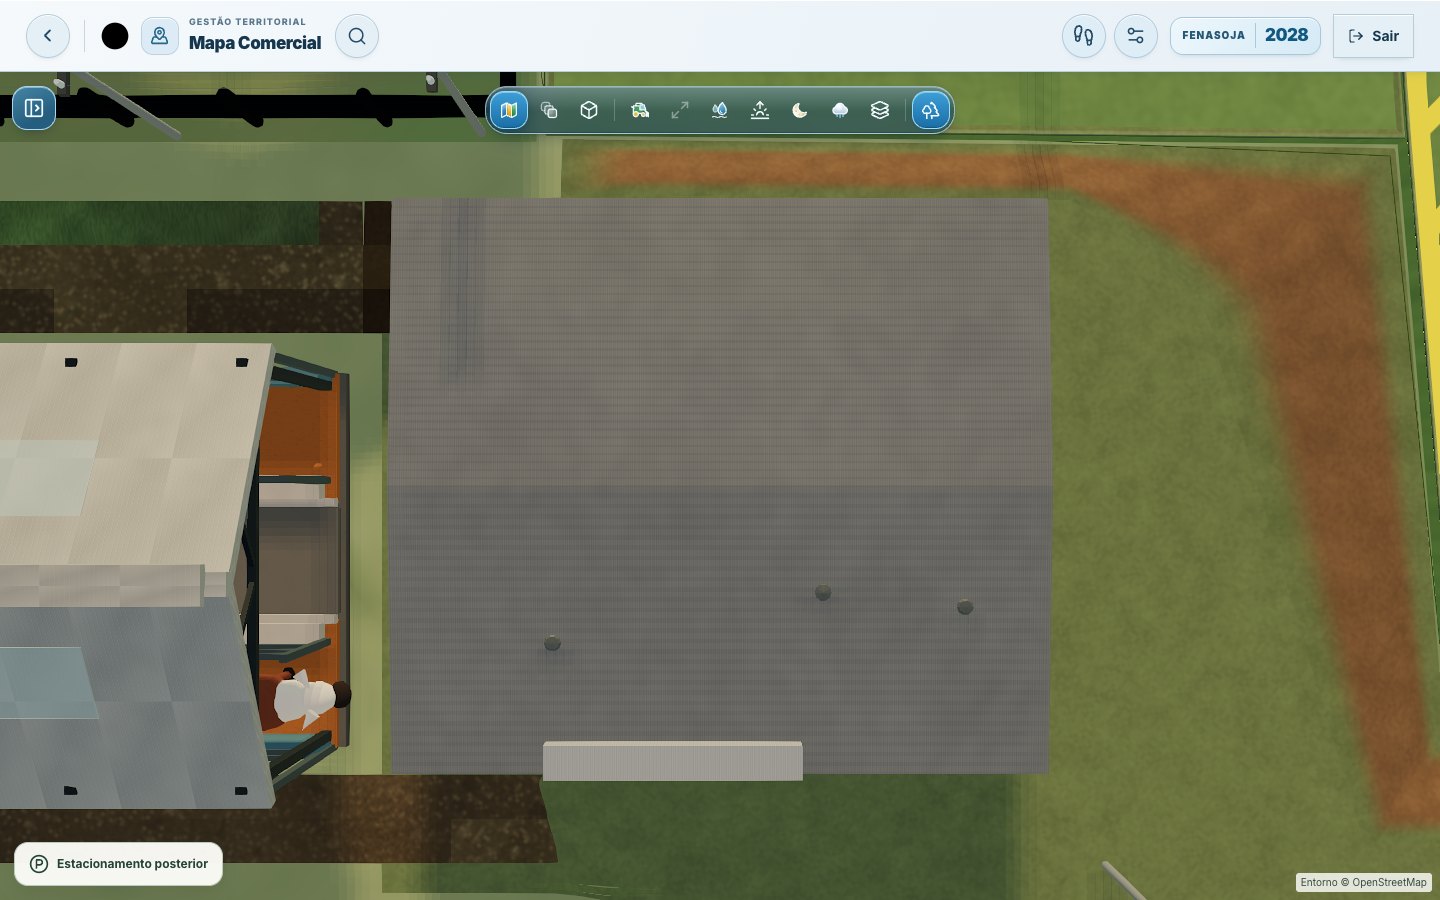 GESTÃO TERRITORIAL
Mapa Comercial
FENASOJA 2028
Sair
Estacionamento posterior
Entorno © OpenStreetMap